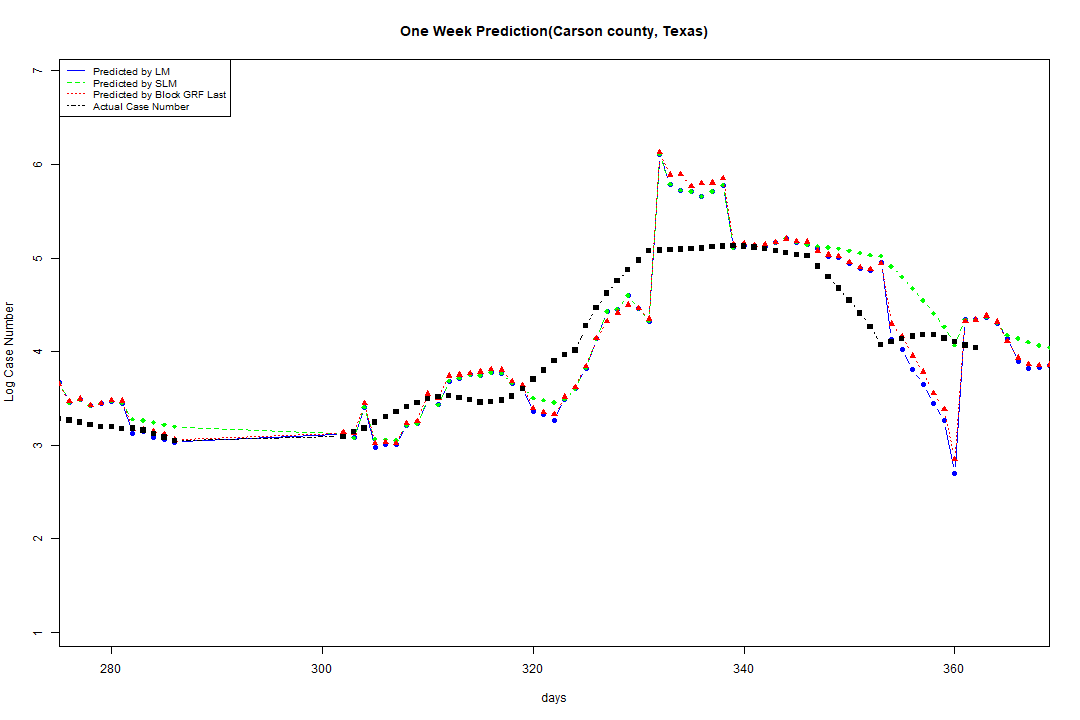 One Week Prediction(Carson county, Texas)
Predicted by LM
Predicted by SLM
Predicted by Block GRF Last
Actual Case Number
7
6
5
4
3
2
1
Log Case Number
280 300 320 340 360
days